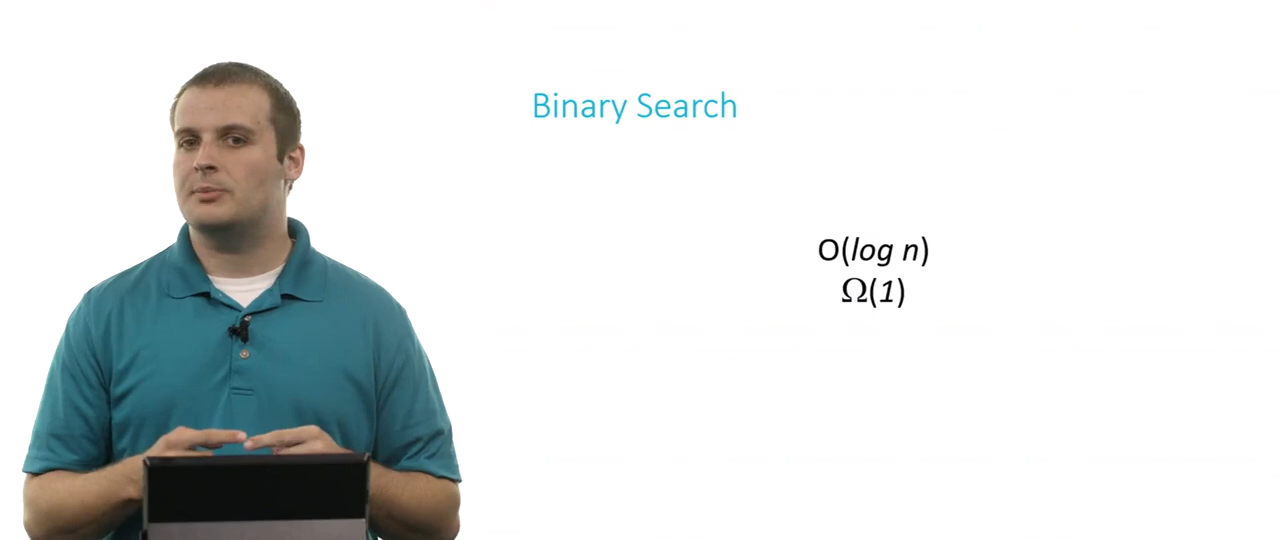 Binary Search
O(log n)
Ω(1)